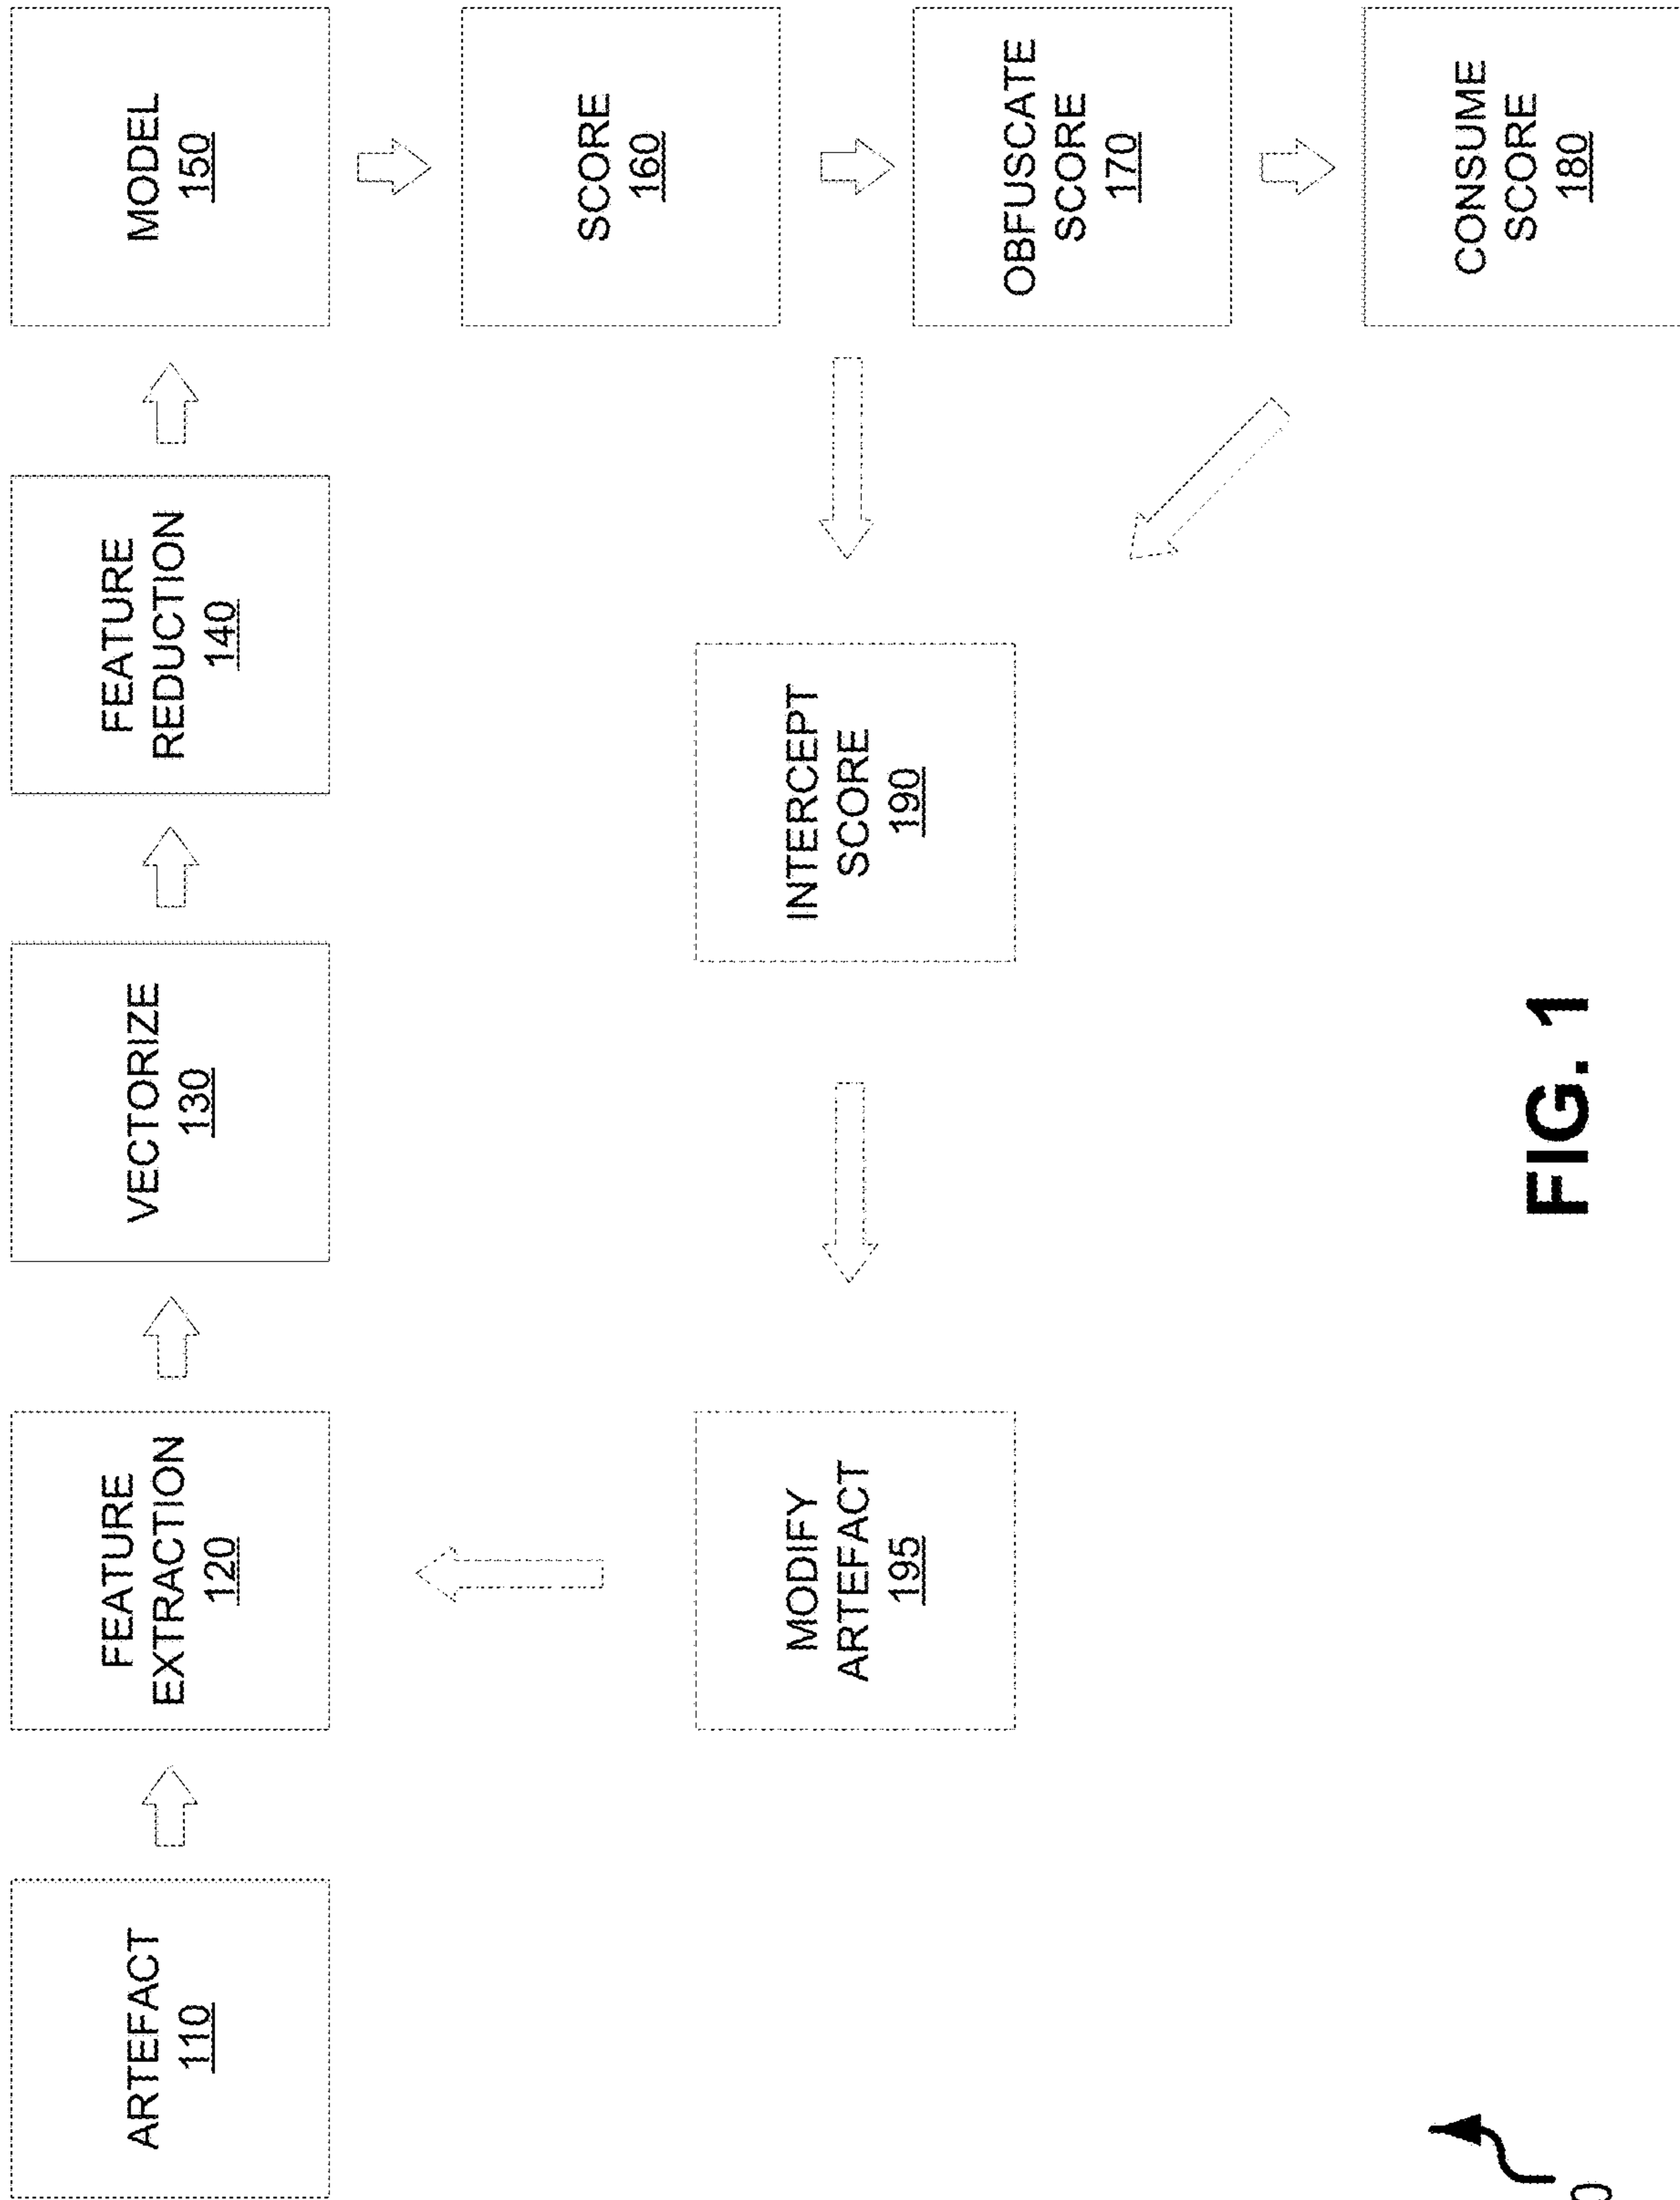 ARTEFACT
110
FEATURE
EXTRACTION
120
VECTORIZE
130
FEATURE
REDUCTION
140
MODEL
150
SCORE
160
OBFUSCATE
SCORE
170
CONSUME
SCORE
180
INTERCEPT
SCORE
190
MODIFY
ARTEFACT
195
FIG. 1